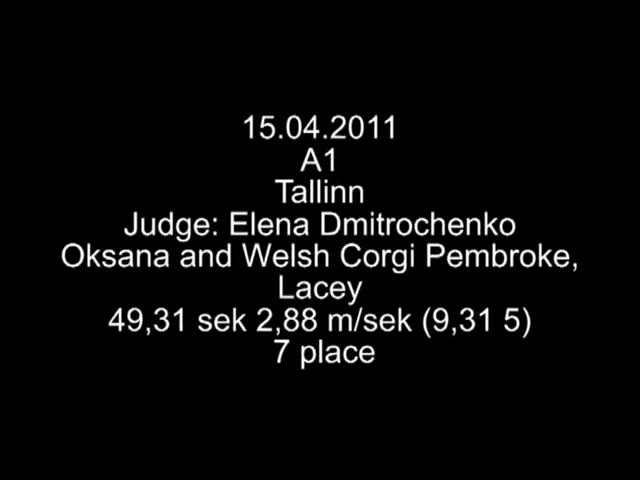 15.04.2011
A1
Tallinn
Judge: Elena Dmitrochenko
Oksana and Welsh Corgi Pembroke,
Lacey
49,31 sek 2,88 m/sek (9,31 5)
7 place